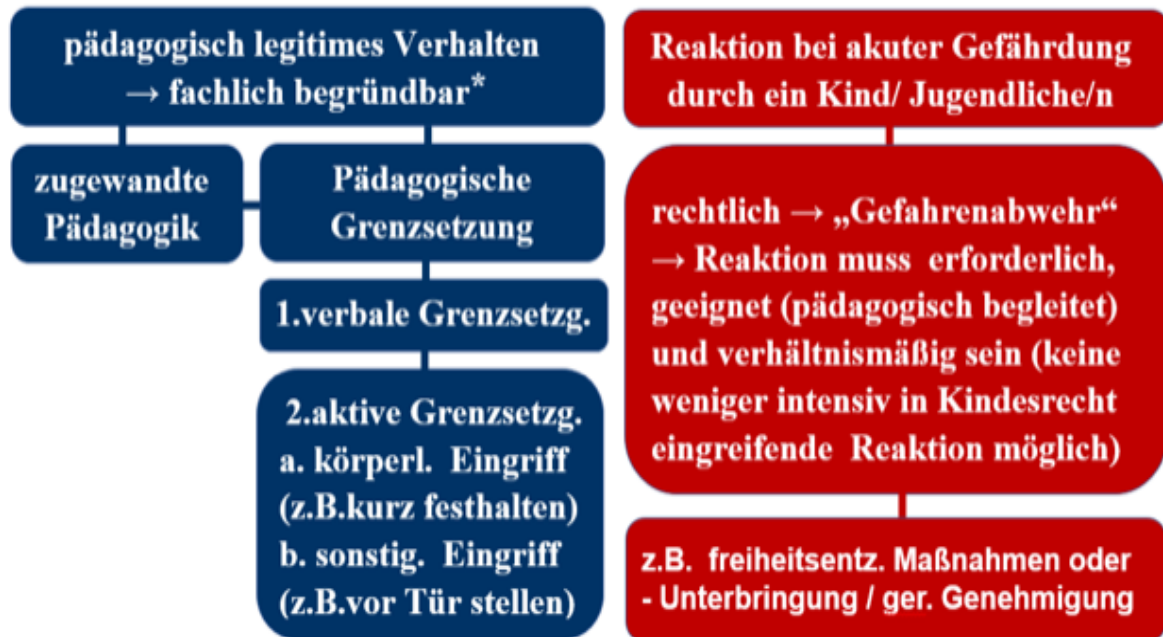 pädagogisch legitimes Verhalten
→ fachlich begründbar*
zugewandte
Pädagogik
Pädagogische
Grenzsetzung
1.verbale Grenzsetzg.
2.aktive Grenzsetzg.
a. körperl. Eingriff
(z.B.kurz festhalten)
b. sonstig. Eingriff
(z.B.vor Tür stellen)
Reaktion bei akuter Gefährdung
durch ein Kind/ Jugendliche/n
rechtlich → „Gefahrenabwehr“
→ Reaktion muss erforderlich,
geeignet (pädagogisch begleitet)
und verhältnismäßig sein (keine
weniger intensiv in Kindesrecht
eingreifende Reaktion möglich)
z.B. freiheitsentz. Maßnahmen oder
- Unterbringung / ger. Genehmigung